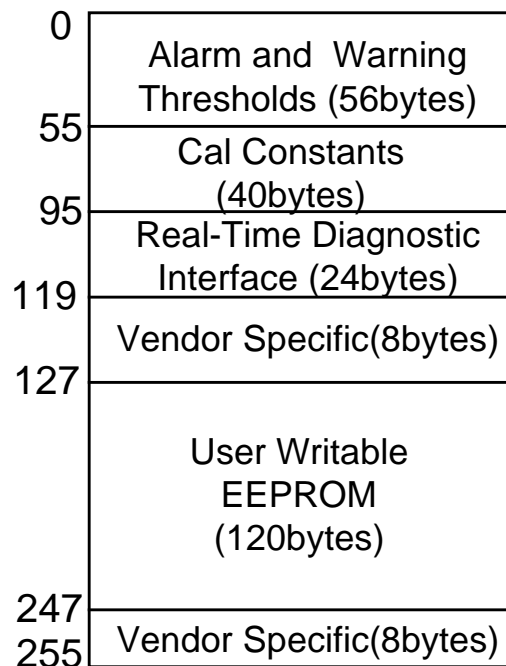 0
Alarm and Warning
Thresholds (56bytes)
55
Cal Constants
(40bytes)
95
Real-Time Diagnostic
Interface (24bytes)
119
Vendor Specific(8bytes)
127
User Writable
EEPROM
(120bytes)
247
Vendor Specific(8bytes)
255